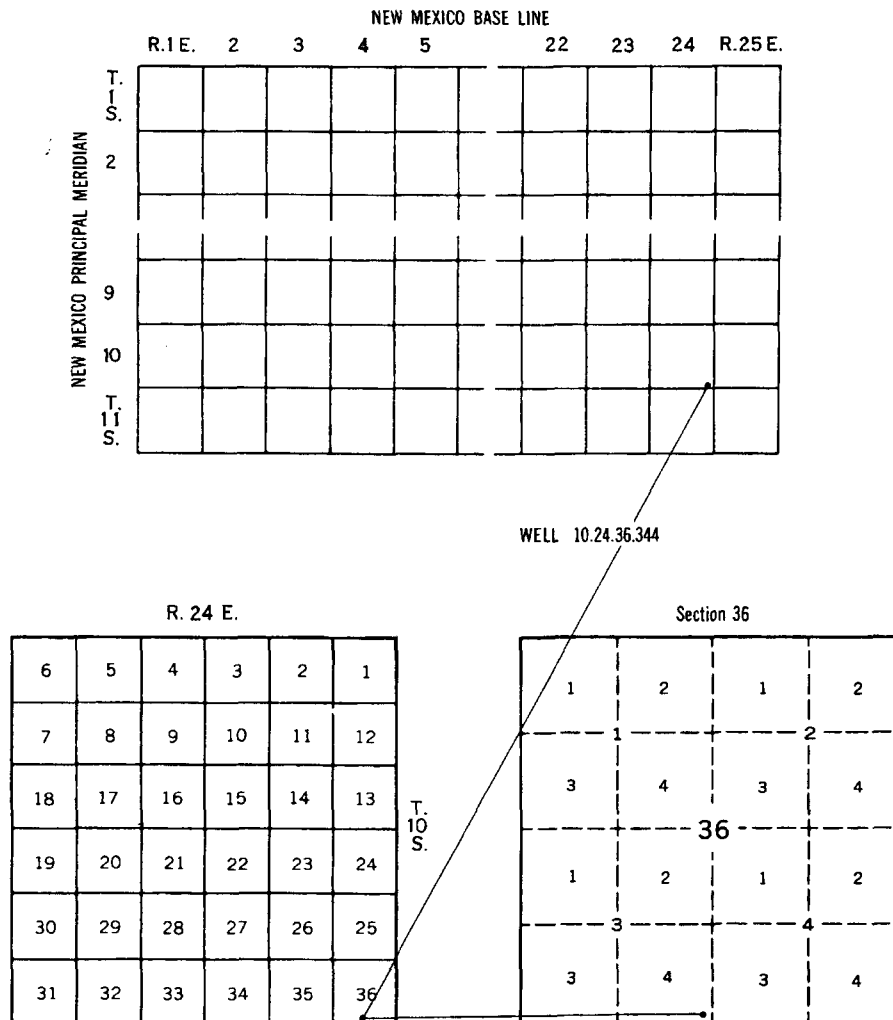 NEW MEXICO BASE LINE
R.1 E. 2 3 4 5 22 23 24 R.25 E.
T.
1
S.
2
NEW MEXICO PRINCIPAL MERIDIAN
9
10
T.
11
S.
WELL 10.24.36.344
R. 24 E.
6 5 4 3 2 1
7 8 9 10 11 12
18 17 16 15 14 13
T.
10
S.
19 20 21 22 23 24
30 29 28 27 26 25
31 32 33 34 35 36
Section 36
1 2 1 2
1 2
3 4 3 4
36
1 2 1 2
3 4
3 4 3 4